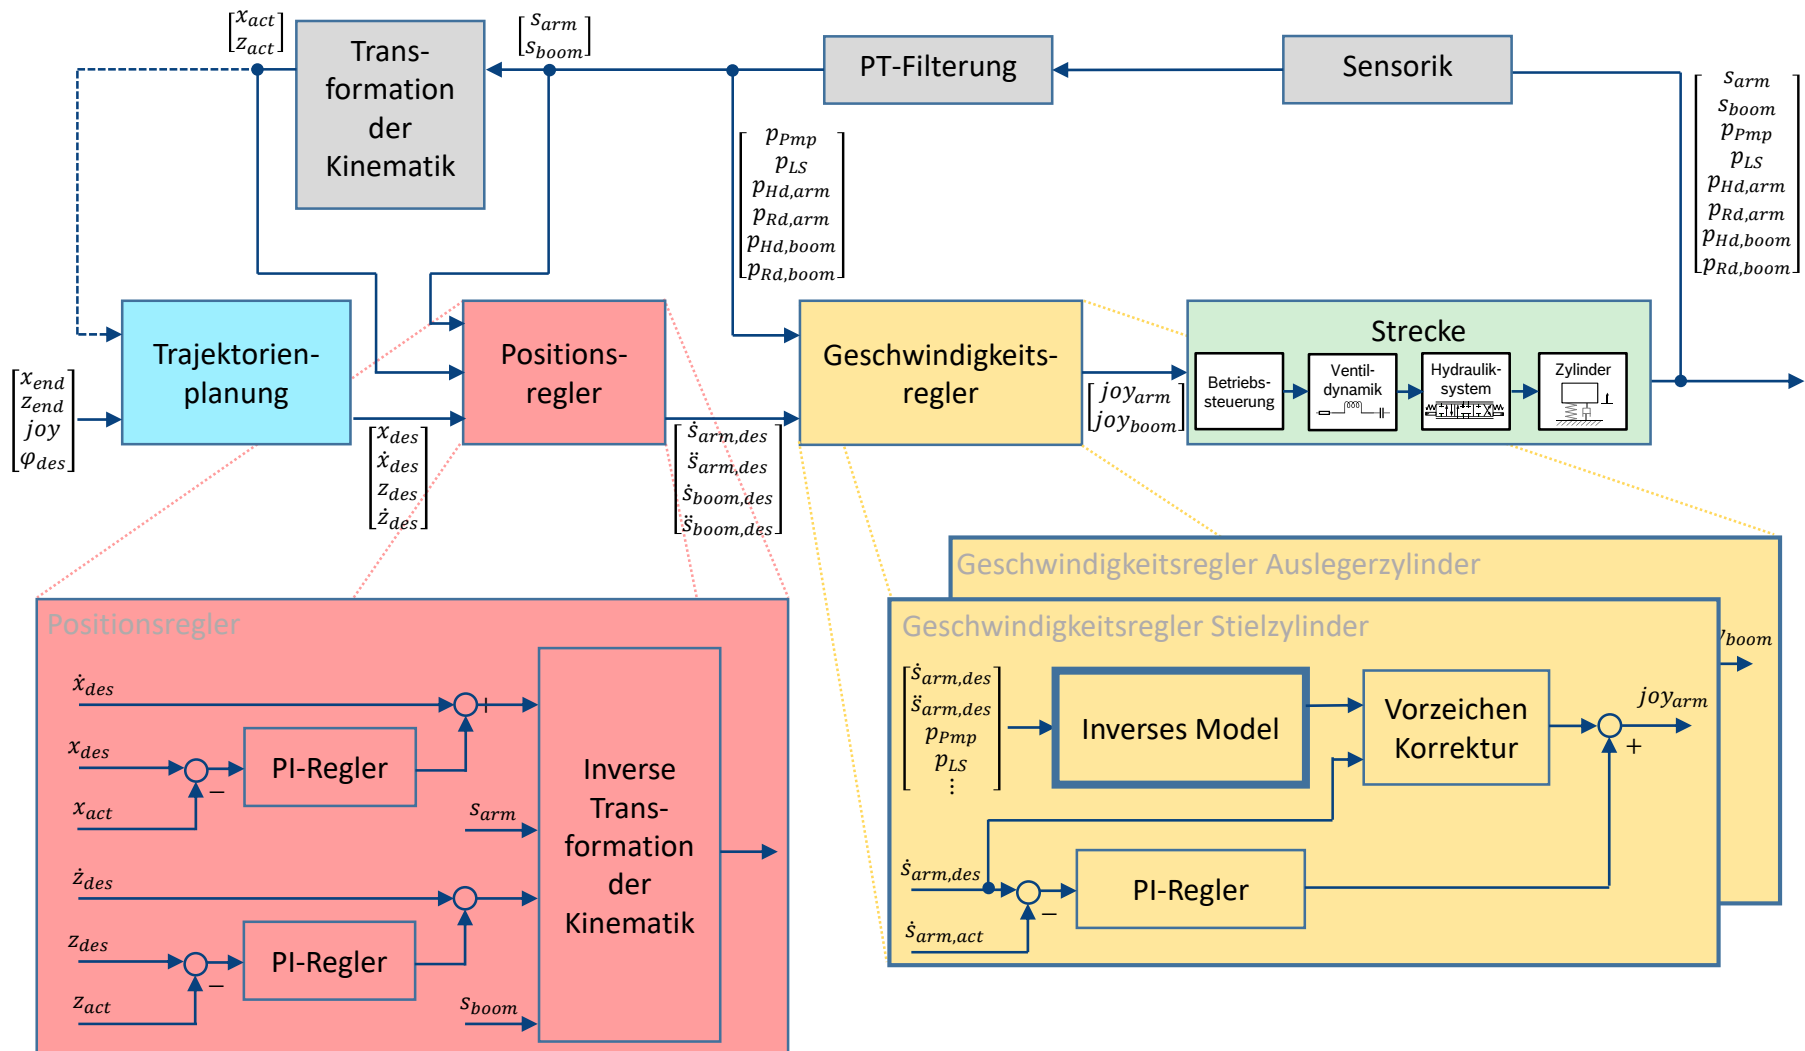 [x_act
z_act]
Trans-
formation
der
Kinematik
[s_arm
s_boom]
PT-Filterung
Sensorik
[s_arm
s_boom
p_Pmp
p_LS
p_Hd,arm
p_Rd,arm
p_Hd,boom
p_Rd,boom]
[p_Pmp
p_LS
p_Hd,arm
p_Rd,arm
p_Hd,boom
p_Rd,boom]
[x_end
z_end
joy
φ_des]
Trajektorien-
planung
[x_des
ẋ_des
z_des
ż_des]
Positions-
regler
[ṡ_arm,des
s̈_arm,des
ṡ_boom,des
s̈_boom,des]
Geschwindigkeits-
regler
[joy_arm
joy_boom]
Strecke
Betriebs-
steuerung
Ventil-
dynamik
Hydraulik-
system
Zylinder
Positionsregler
ẋ_des
x_des
x_act
ż_des
z_des
z_act
−
PI-Regler
+
−
PI-Regler
s_arm
s_boom
Inverse
Trans-
formation
der
Kinematik
Geschwindigkeitsregler Auslegerzylinder
boom
Geschwindigkeitsregler Stielzylinder
[ṡ_arm,des
s̈_arm,des
p_Pmp
p_LS
⋮]
Inverses Model
Vorzeichen
Korrektur
joy_arm
+
ṡ_arm,des
ṡ_arm,act
−
PI-Regler